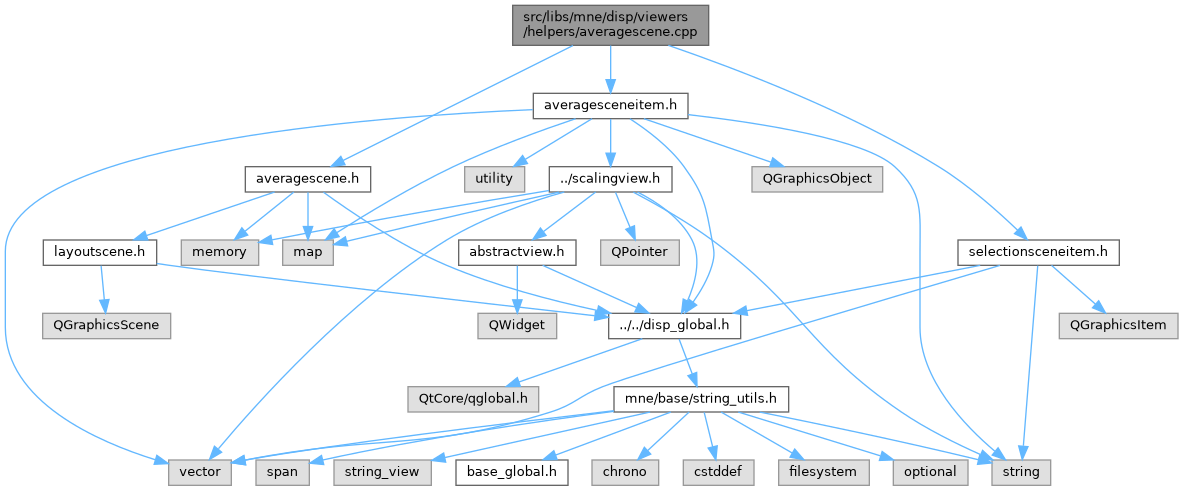 src/libs/mne/disp/viewers
/helpers/averagescene.cpp
averagesceneitem.h
averagescene.h
utility
../scalingview.h
QGraphicsObject
layoutscene.h
memory
map
abstractview.h
QPointer
selectionsceneitem.h
QGraphicsScene
QWidget
../../disp_global.h
QGraphicsItem
QtCore/qglobal.h
mne/base/string_utils.h
vector
span
string_view
base_global.h
chrono
cstddef
filesystem
optional
string